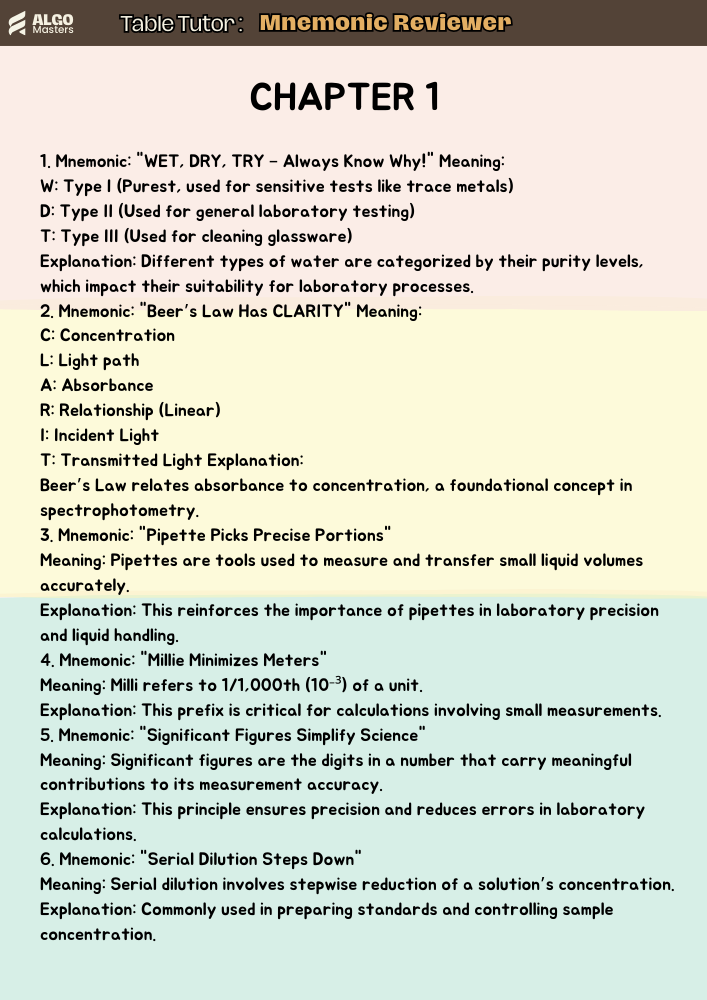 ALGO
Masters
Table Tutor: Mnemonic Reviewer
CHAPTER 1
1. Mnemonic: "WET, DRY, TRY – Always Know Why!" Meaning:
W: Type I (Purest, used for sensitive tests like trace metals)
D: Type II (Used for general laboratory testing)
T: Type III (Used for cleaning glassware)
Explanation: Different types of water are categorized by their purity levels,
which impact their suitability for laboratory processes.
2. Mnemonic: "Beer's Law Has CLARITY" Meaning:
C: Concentration
L: Light path
A: Absorbance
R: Relationship (Linear)
I: Incident Light
T: Transmitted Light Explanation:
Beer's Law relates absorbance to concentration, a foundational concept in
spectrophotometry.
3. Mnemonic: "Pipette Picks Precise Portions"
Meaning: Pipettes are tools used to measure and transfer small liquid volumes
accurately.
Explanation: This reinforces the importance of pipettes in laboratory precision
and liquid handling.
4. Mnemonic: "Millie Minimizes Meters"
Meaning: Milli refers to 1/1,000th (10⁻³) of a unit.
Explanation: This prefix is critical for calculations involving small measurements.
5. Mnemonic: "Significant Figures Simplify Science"
Meaning: Significant figures are the digits in a number that carry meaningful
contributions to its measurement accuracy.
Explanation: This principle ensures precision and reduces errors in laboratory
calculations.
6. Mnemonic: "Serial Dilution Steps Down"
Meaning: Serial dilution involves stepwise reduction of a solution's concentration.
Explanation: Commonly used in preparing standards and controlling sample
concentration.